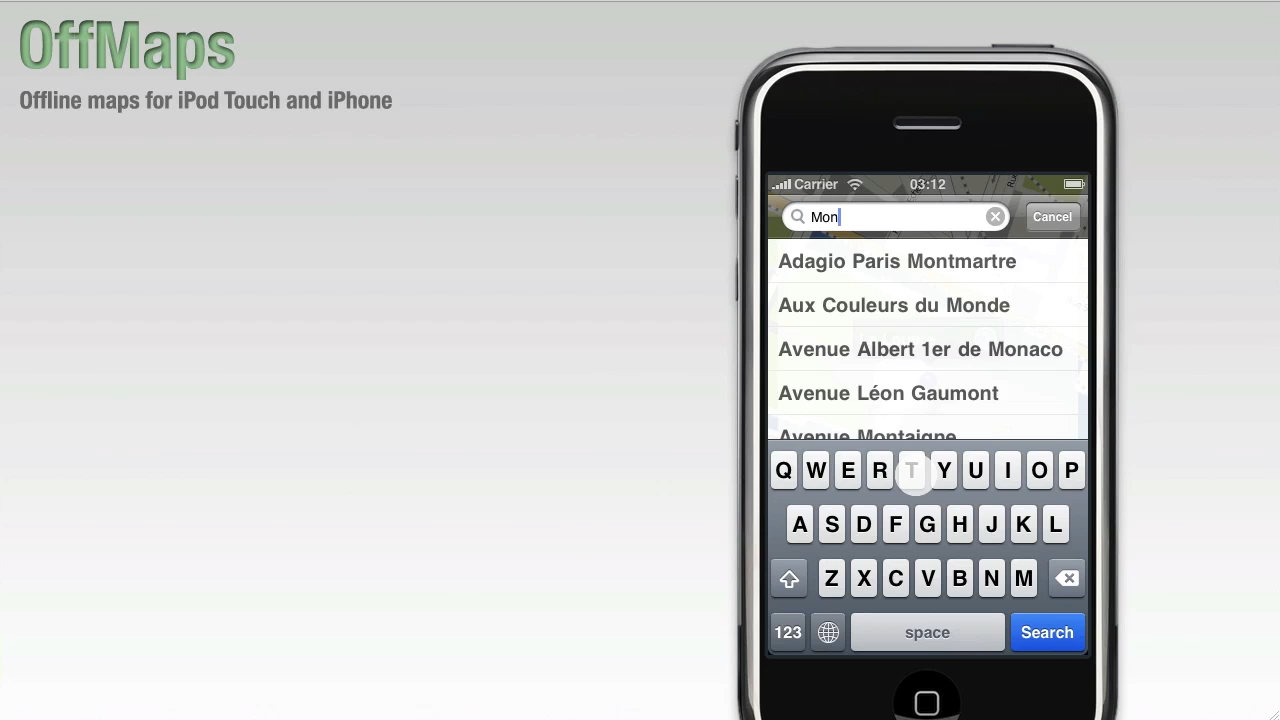 OffMaps
Offline maps for iPod Touch and iPhone
Carrier 03:12
Mon Cancel
Adagio Paris Montmartre
Aux Couleurs du Monde
Avenue Albert 1er de Monaco
Avenue Léon Gaumont
Avenue Montaigne
Q W E R T Y U I O P
A S D F G H J K L
Z X C V B N M
123 space Search